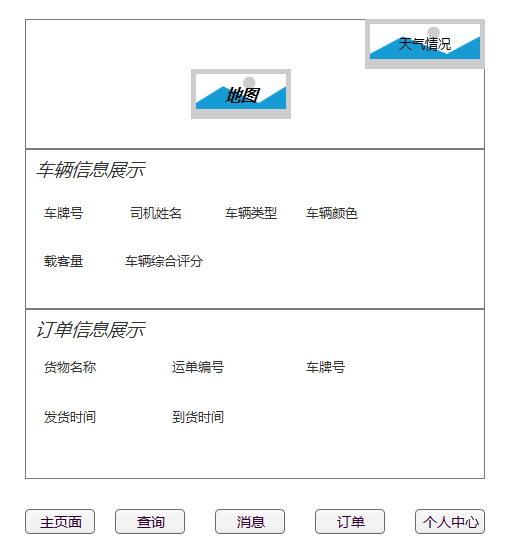 天气情况
地图
车辆信息展示
车牌号 司机姓名 车辆类型 车辆颜色
载客量 车辆综合评分
订单信息展示
货物名称 运单编号 车牌号
发货时间 到货时间
主页面 查询 消息 订单 个人中心